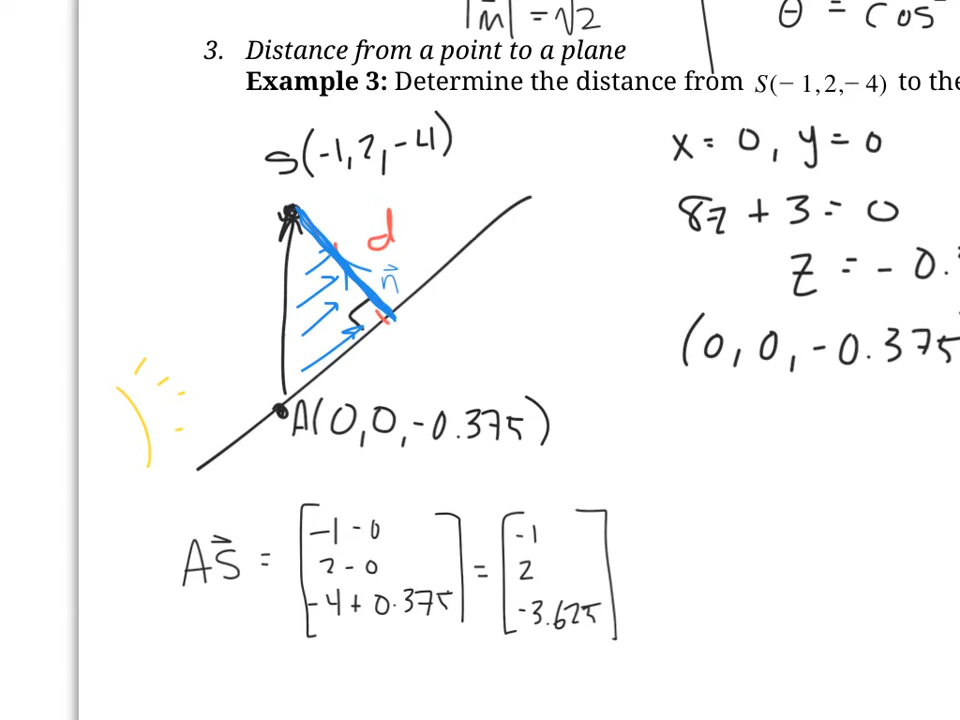 |m⃗| = √2
θ = cos
3. Distance from a point to a plane
Example 3: Determine the distance from S(− 1,2,− 4) to the
S(-1,2,-4)
x = 0, y = 0
d
8z + 3 = 0
n⃗
z = - 0.
(0, 0, -0.375
A(0,0,-0.375)
AS⃗ = [-1 - 0 2 - 0 -4 + 0.375] = [-1 2 -3.625]